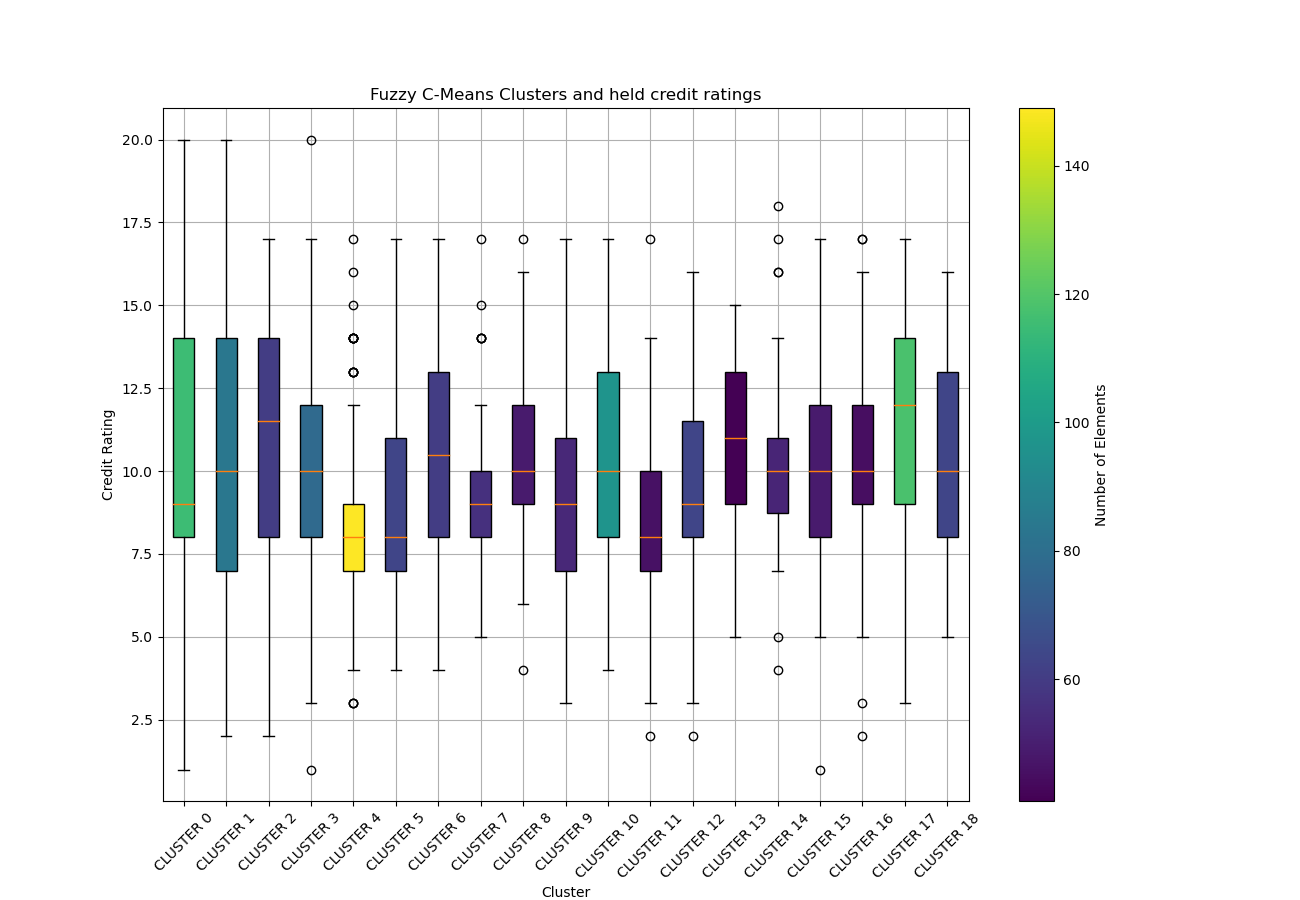 Fuzzy C-Means Clusters and held credit ratings
20.0
17.5
15.0
12.5
10.0
7.5
5.0
2.5
Credit Rating
CLUSTER 0
CLUSTER 1
CLUSTER 2
CLUSTER 3
CLUSTER 4
CLUSTER 5
CLUSTER 6
CLUSTER 7
CLUSTER 8
CLUSTER 9
CLUSTER 10
CLUSTER 11
CLUSTER 12
CLUSTER 13
CLUSTER 14
CLUSTER 15
CLUSTER 16
CLUSTER 17
CLUSTER 18
Cluster
140
120
100
80
60
Number of Elements